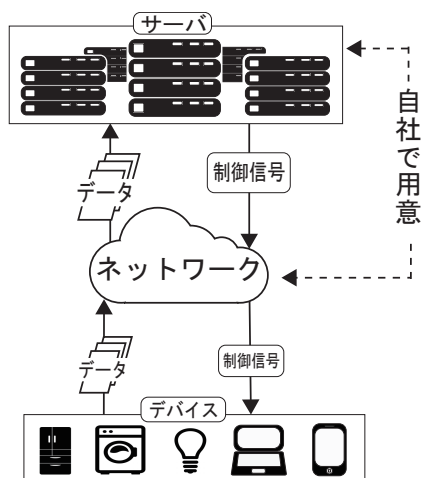 サーバ
自社で用意
データ
制御信号
ネットワーク
データ
制御信号
デバイス